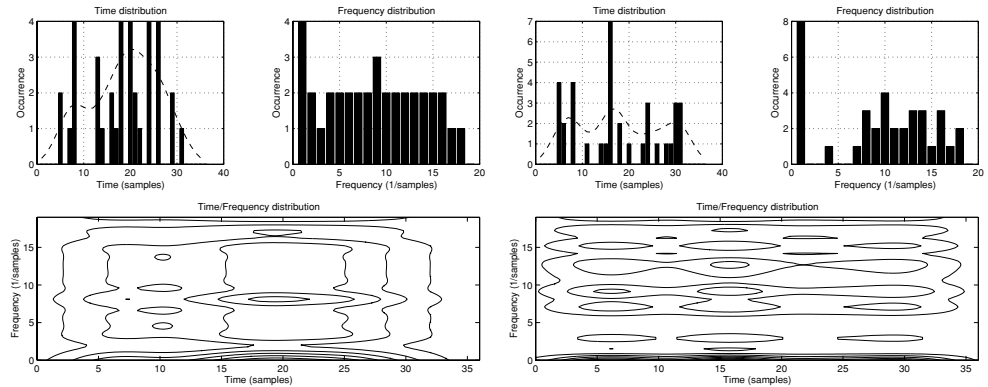 Time distribution
4
3
2
1
0
0 10 20 30 40
Occurrence
Time (samples)
Frequency distribution
4
3
2
1
0
0 5 10 15 20
Occurrence
Frequency (1/samples)
Time distribution
7
6
5
4
3
2
1
0
0 10 20 30 40
Occurrence
Time (samples)
Frequency distribution
8
6
4
2
0
0 5 10 15 20
Occurrence
Frequency (1/samples)
Time/Frequency distribution
15
10
5
0
0 5 10 15 20 25 30 35
Frequency (1/samples)
Time (samples)
Time/Frequency distribution
15
10
5
0
0 5 10 15 20 25 30 35
Frequency (1/samples)
Time (samples)